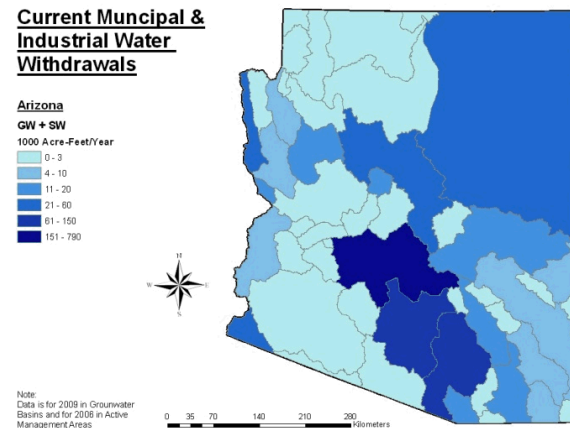 Current Muncipal &
Industrial Water
Withdrawals
Arizona
GW + SW
1000 Acre-Feet/Year
0 - 3
4 - 10
11 - 20
21 - 60
61 - 150
151 - 790
N
W E
S
Note:
Data is for 2009 in Grounwater
Basins and for 2006 in Active
Management Areas
0 35 70 140 210 280
Kilometers